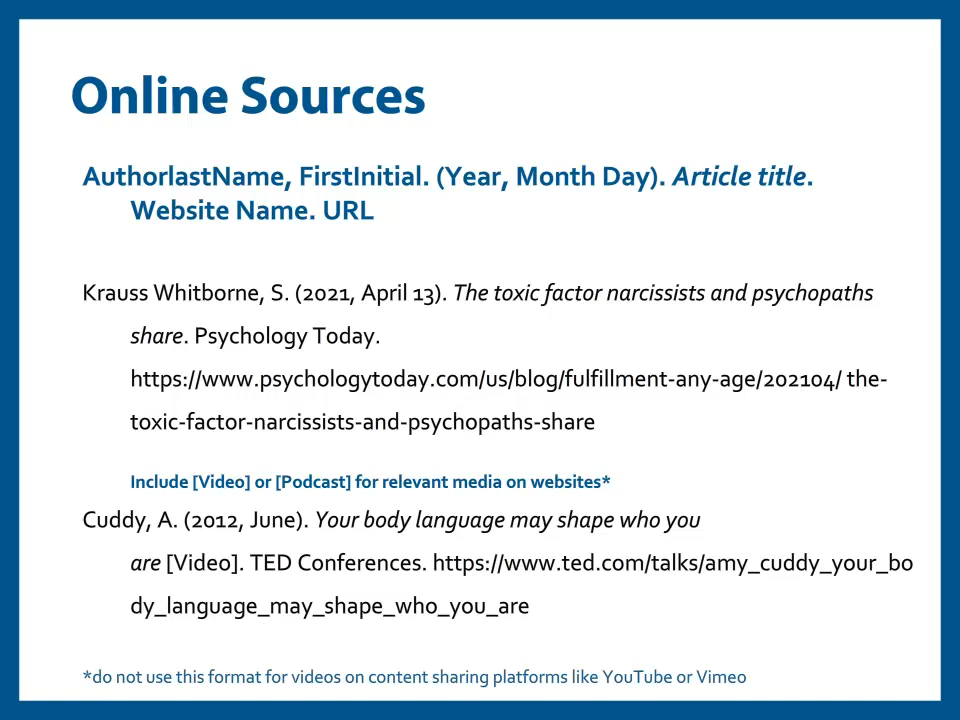 Online Sources
AuthorlastName, FirstInitial. (Year, Month Day). Article title.
Website Name. URL
Krauss Whitborne, S. (2021, April 13). The toxic factor narcissists and psychopaths
share. Psychology Today.
https://www.psychologytoday.com/us/blog/fulfillment-any-age/202104/ the-
toxic-factor-narcissists-and-psychopaths-share
Include [Video] or [Podcast] for relevant media on websites*
Cuddy, A. (2012, June). Your body language may shape who you
are [Video]. TED Conferences. https://www.ted.com/talks/amy_cuddy_your_bo
dy_language_may_shape_who_you_are
*do not use this format for videos on content sharing platforms like YouTube or Vimeo